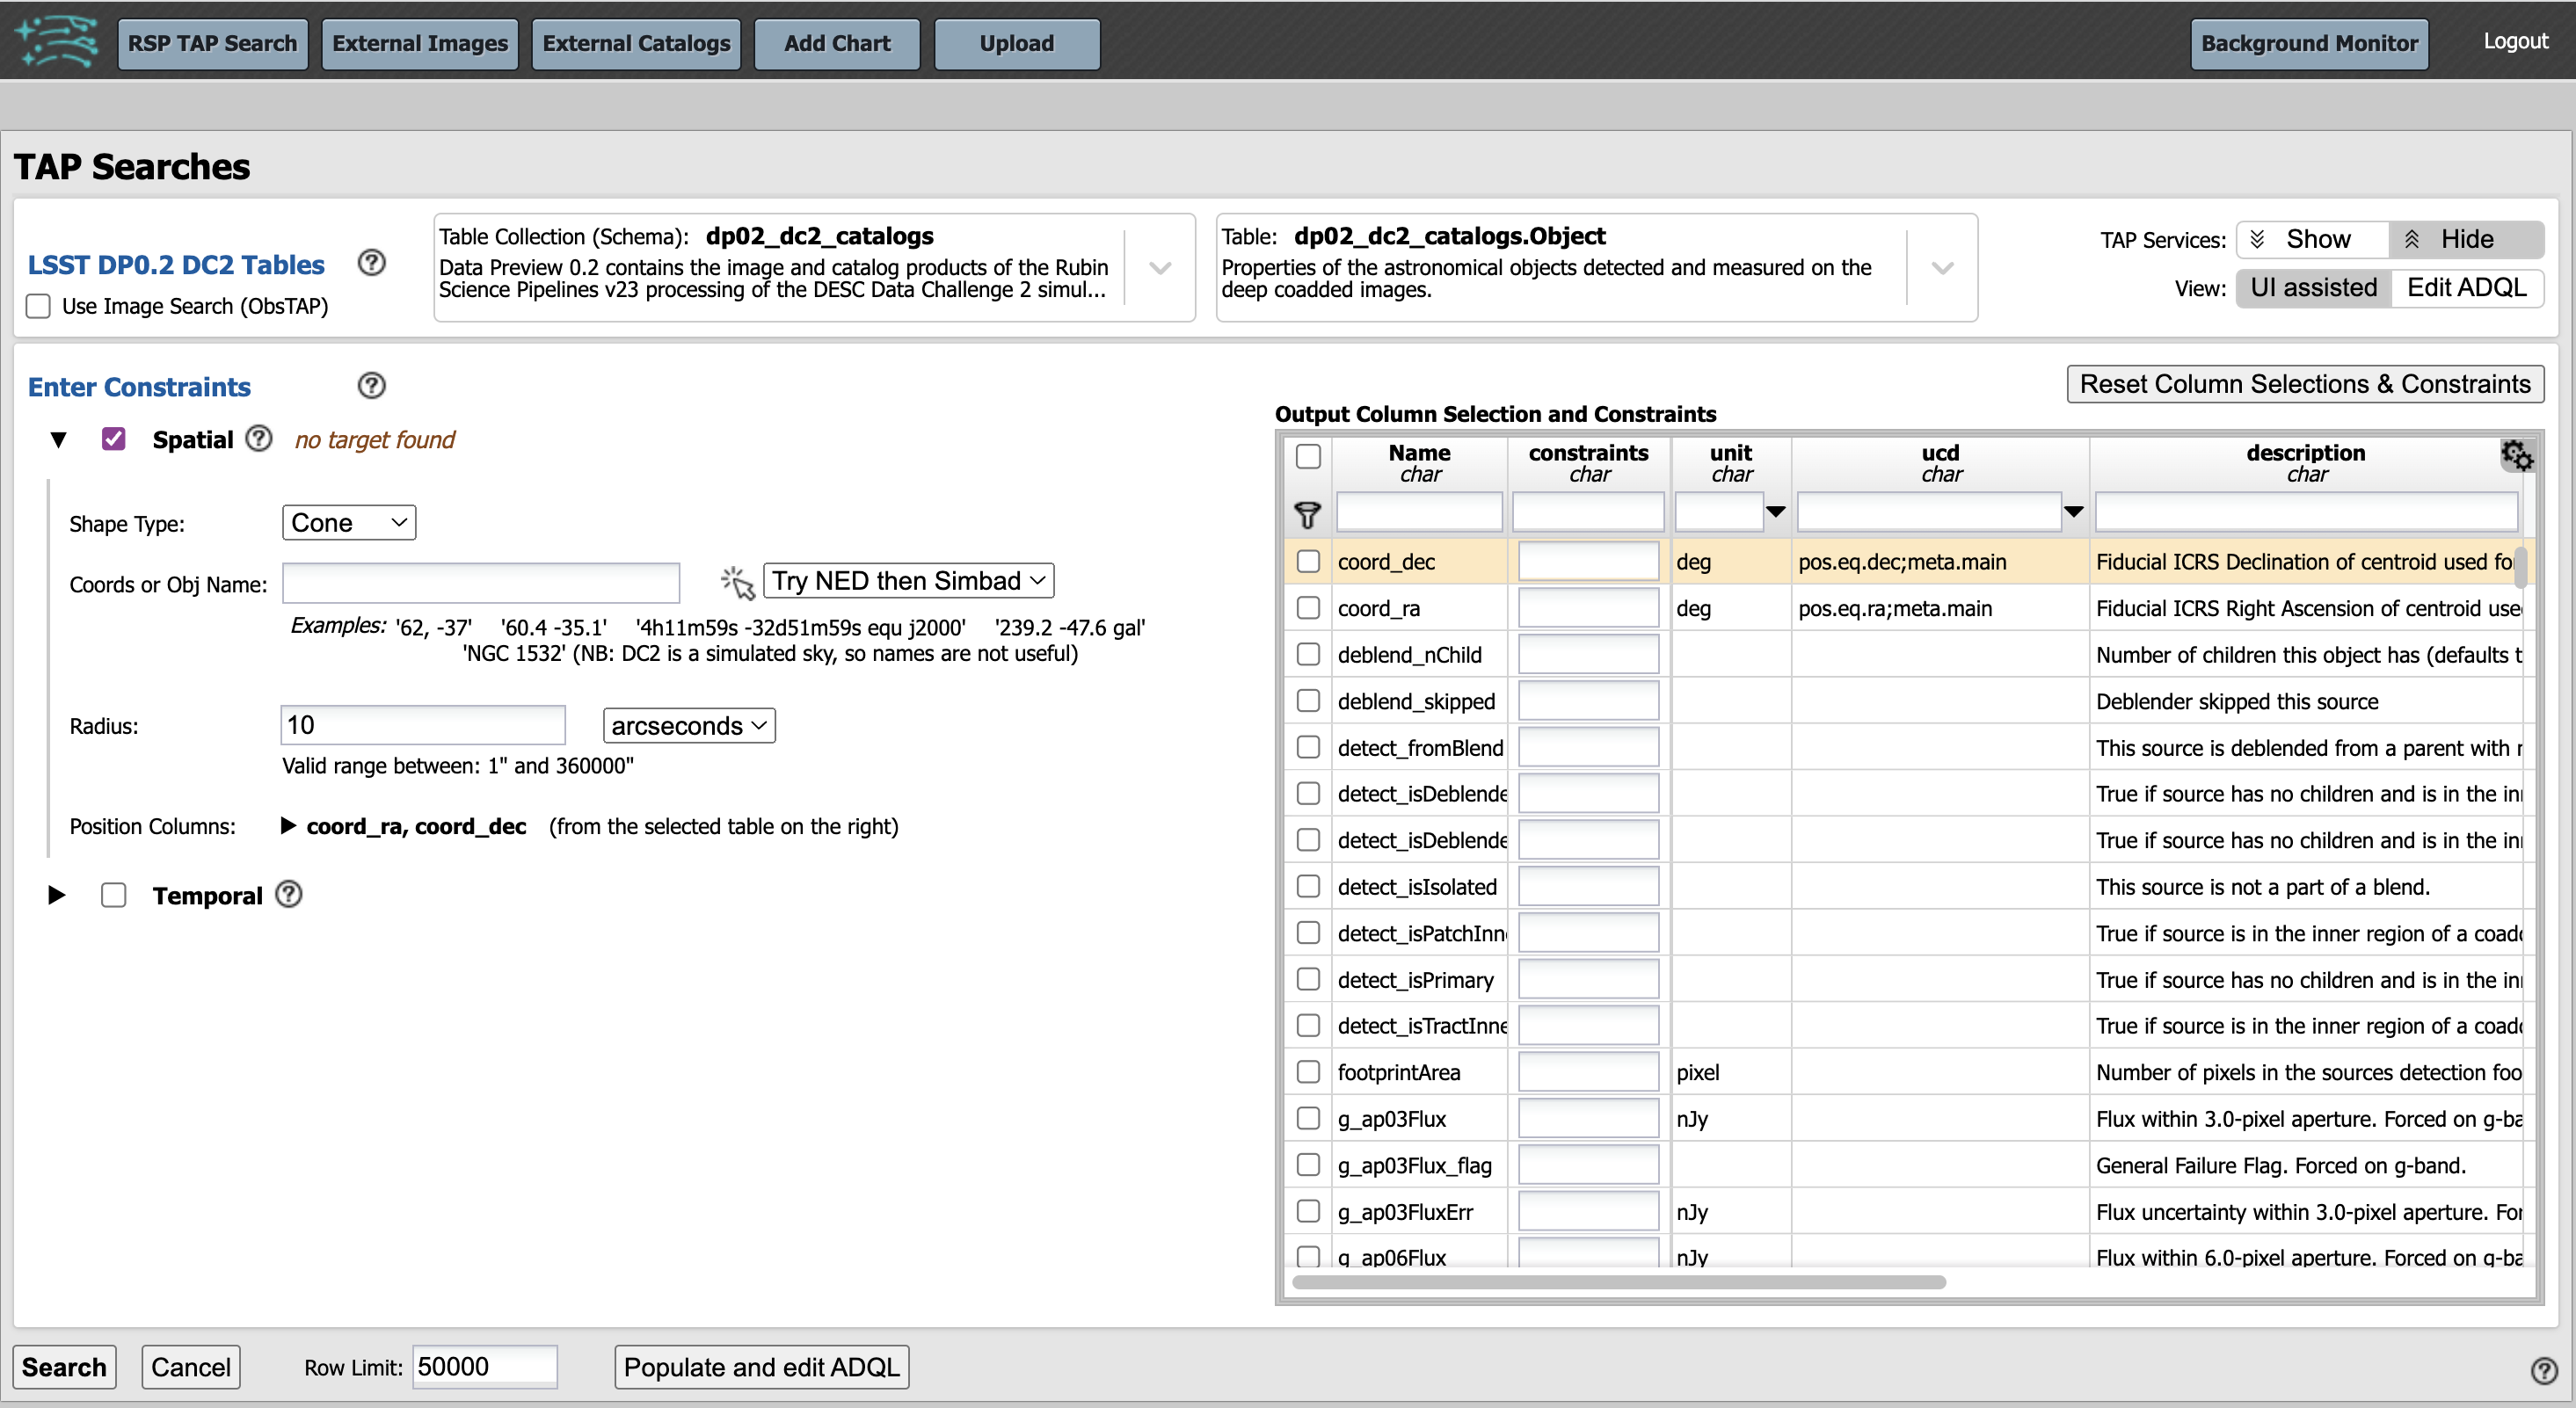 RSP TAP Search External Images External Catalogs Add Chart Upload Background Monitor Logout
TAP Searches
LSST DP0.2 DC2 Tables
Use Image Search (ObsTAP)
Table Collection (Schema): dp02_dc2_catalogs
Data Preview 0.2 contains the image and catalog products of the Rubin
Science Pipelines v23 processing of the DESC Data Challenge 2 simul...
Table: dp02_dc2_catalogs.Object
Properties of the astronomical objects detected and measured on the
deep coadded images.
TAP Services: Show Hide
View: UI assisted Edit ADQL
Enter Constraints
Reset Column Selections & Constraints
Spatial no target found
Shape Type: Cone
Coords or Obj Name: Try NED then Simbad
Examples: '62, -37' '60.4 -35.1' '4h11m59s -32d51m59s equ j2000' '239.2 -47.6 gal'
'NGC 1532' (NB: DC2 is a simulated sky, so names are not useful)
Radius: 10 arcseconds
Valid range between: 1" and 360000"
Position Columns: coord_ra, coord_dec (from the selected table on the right)
Temporal
Output Column Selection and Constraints
Name constraints unit ucd description
char char char char char
coord_dec deg pos.eq.dec;meta.main Fiducial ICRS Declination of centroid used for
coord_ra deg pos.eq.ra;meta.main Fiducial ICRS Right Ascension of centroid use
deblend_nChild Number of children this object has (defaults t
deblend_skipped Deblender skipped this source
detect_fromBlend This source is deblended from a parent with
detect_isDeblende True if source has no children and is in the in
detect_isDeblende True if source has no children and is in the in
detect_isIsolated This source is not a part of a blend.
detect_isPatchInn True if source is in the inner region of a coad
detect_isPrimary True if source has no children and is in the in
detect_isTractInne True if source is in the inner region of a coad
footprintArea pixel Number of pixels in the sources detection foo
g_ap03Flux nJy Flux within 3.0-pixel aperture. Forced on g-ba
g_ap03Flux_flag General Failure Flag. Forced on g-band.
g_ap03FluxErr nJy Flux uncertainty within 3.0-pixel aperture. For
g_ap06Flux nJy Flux within 6.0-pixel aperture. Forced on g-ba
Search Cancel Row Limit: 50000 Populate and edit ADQL